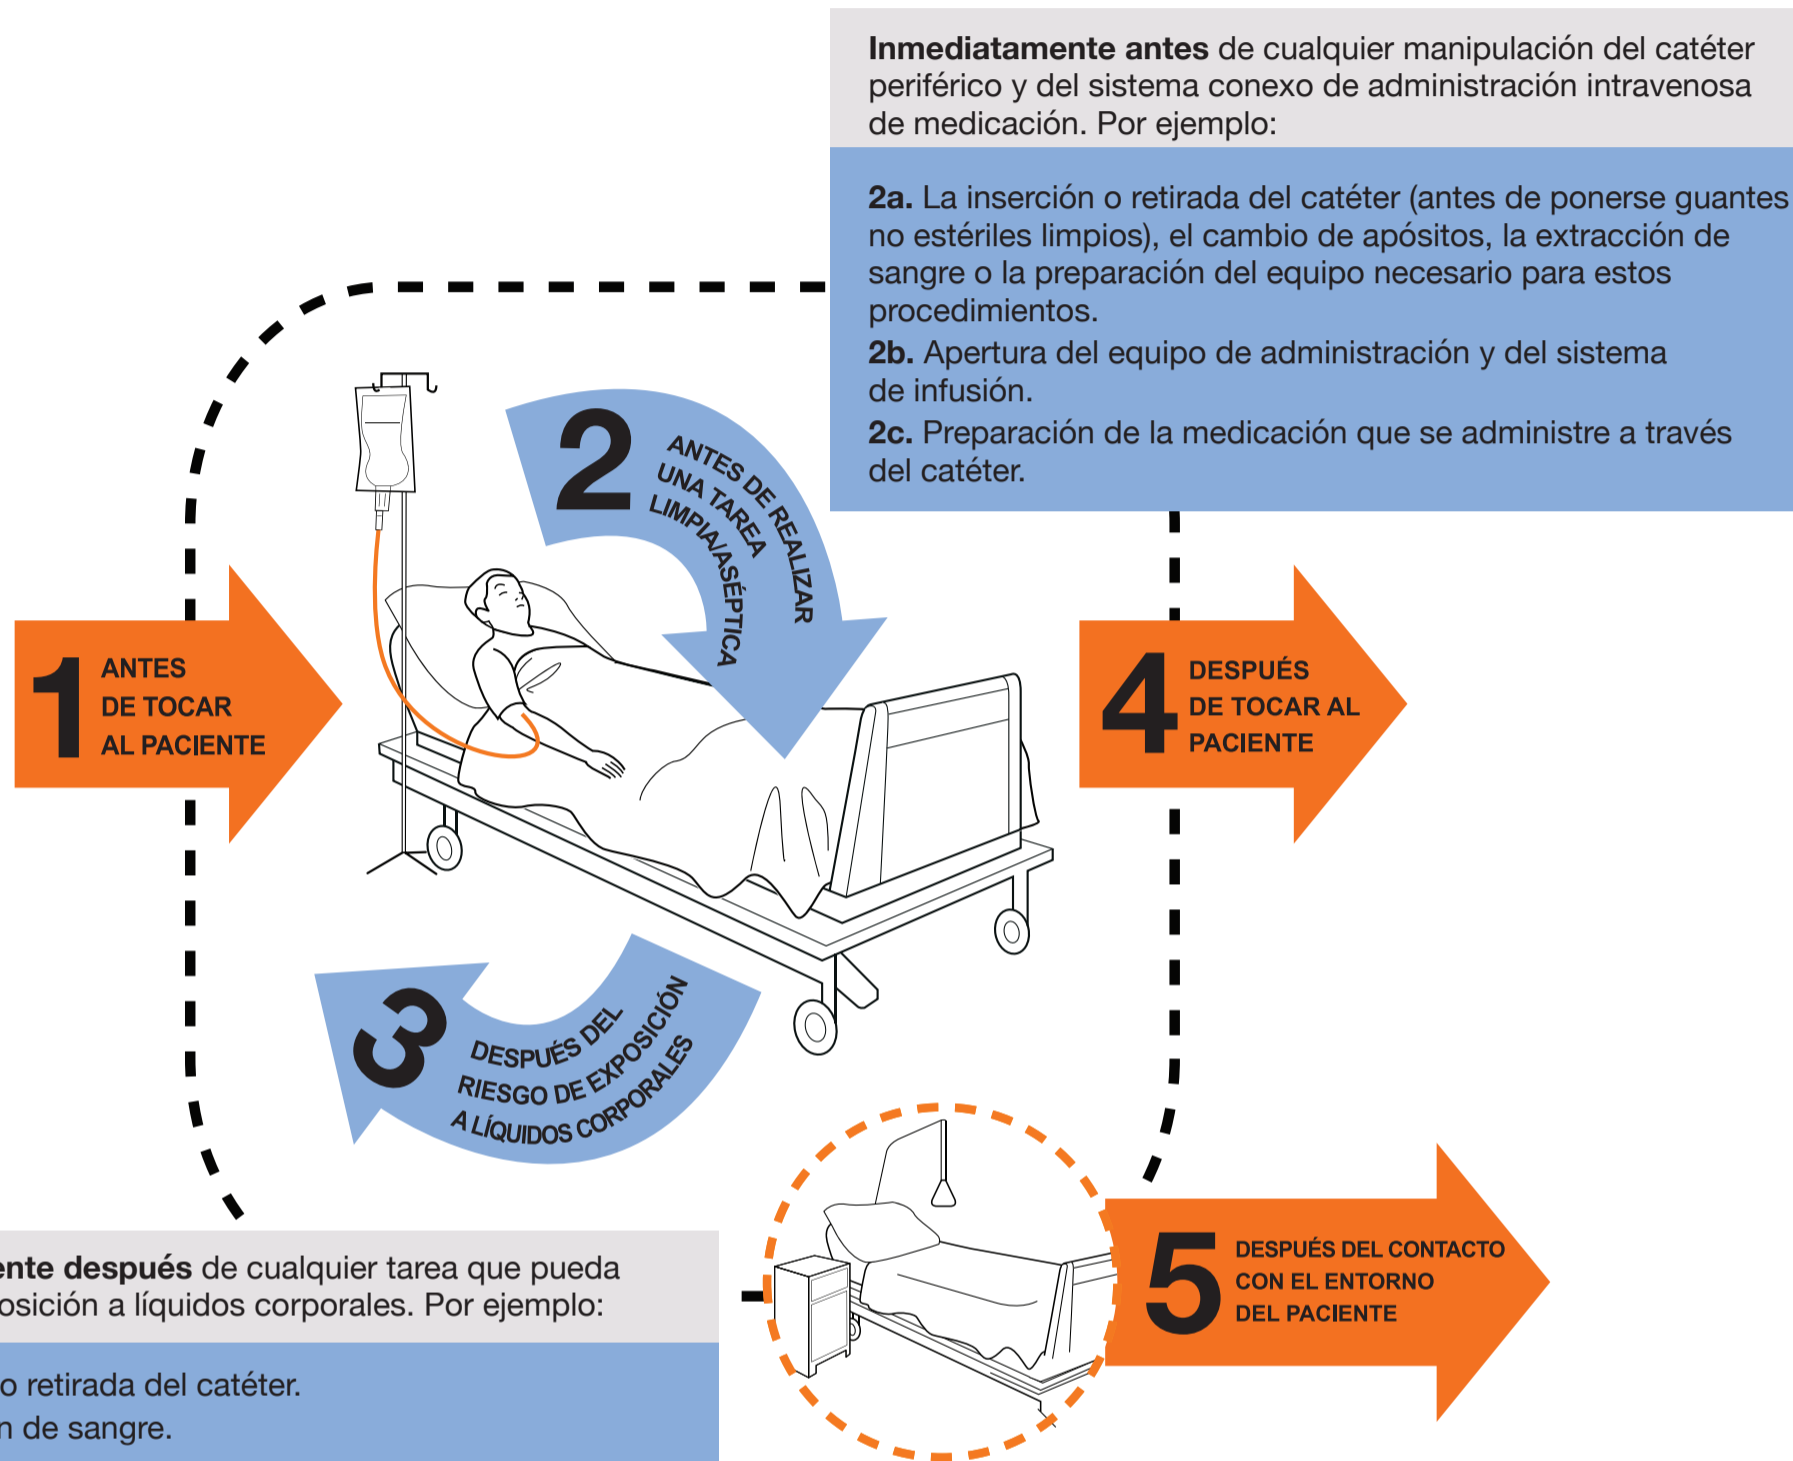 Inmediatamente antes de cualquier manipulación del catéter
periférico y del sistema conexo de administración intravenosa
de medicación. Por ejemplo:
2a. La inserción o retirada del catéter (antes de ponerse guantes
no estériles limpios), el cambio de apósitos, la extracción de
sangre o la preparación del equipo necesario para estos
procedimientos.
2b. Apertura del equipo de administración y del sistema
de infusión.
2c. Preparación de la medicación que se administre a través
del catéter.
1
ANTES
DE TOCAR
AL PACIENTE
2
ANTES DE REALIZAR
UNA TAREA
LIMPIA/ASÉPTICA
3
DESPUÉS DEL
RIESGO DE EXPOSICIÓN
A LÍQUIDOS CORPORALES
4
DESPUÉS
DE TOCAR AL
PACIENTE
5
DESPUÉS DEL CONTACTO
CON EL ENTORNO
DEL PACIENTE
después de cualquier tarea que pueda
a líquidos corporales. Por ejemplo:
o retirada del catéter.
de sangre.